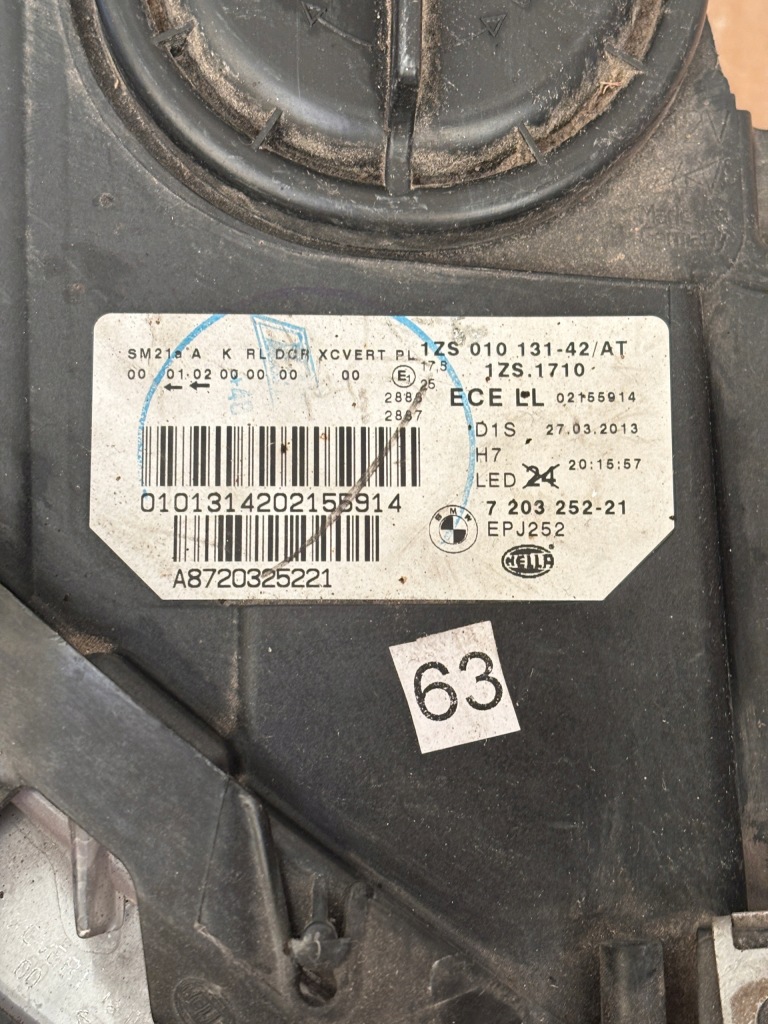 SM21a A K RL DCR XCVERT PL
00 01 02 00 00 00 00
E1
17,5
25
2886
2887
1ZS 010 131-42/AT
1ZS.1710
ECE LL 02155914
D1S 27.03.2013
H7
LED 24 20:15:57
0101314202155914
BMW
7 203 252-21
EPJ252
HELLA
A8720325221
63